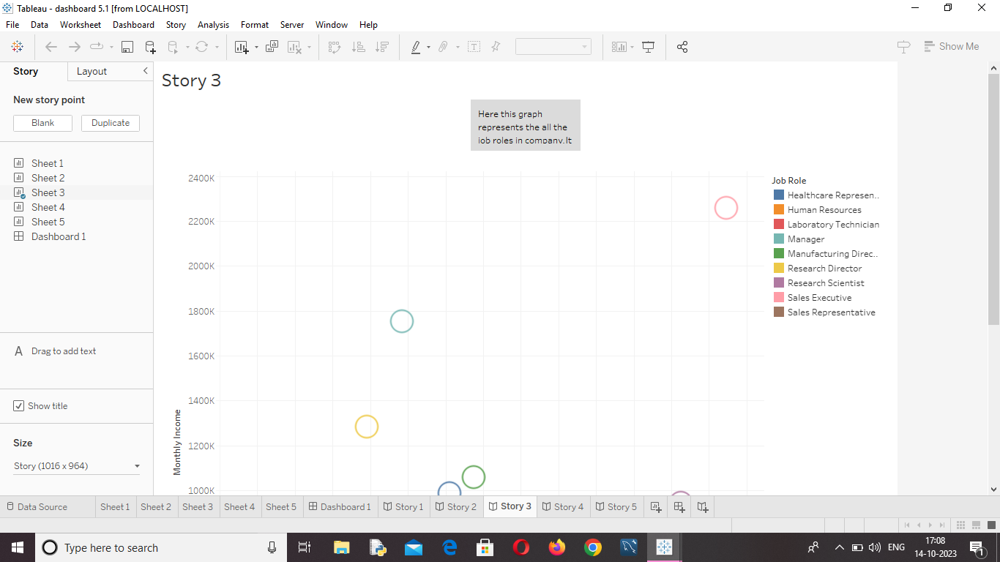 Tableau - dashboard 5.1 [from LOCALHOST]
File Data Worksheet Dashboard Story Analysis Format Server Window Help
Show Me
Story Layout
New story point
Blank Duplicate
Sheet 1
Sheet 2
Sheet 3
Sheet 4
Sheet 5
Dashboard 1
A Drag to add text
Show title
Size
Story (1016 x 964)
Story 3
Here this graph
represents the all the
job roles in company.It
2400K
2200K
2000K
1800K
1600K
1400K
1200K
1000K
Monthly Income
Job Role
Healthcare Represen..
Human Resources
Laboratory Technician
Manager
Manufacturing Direc..
Research Director
Research Scientist
Sales Executive
Sales Representative
Data Source Sheet 1 Sheet 2 Sheet 3 Sheet 4 Sheet 5 Dashboard 1 Story 1 Story 2 Story 3 Story 4 Story 5
Type here to search
ENG
17:08
14-10-2023
1